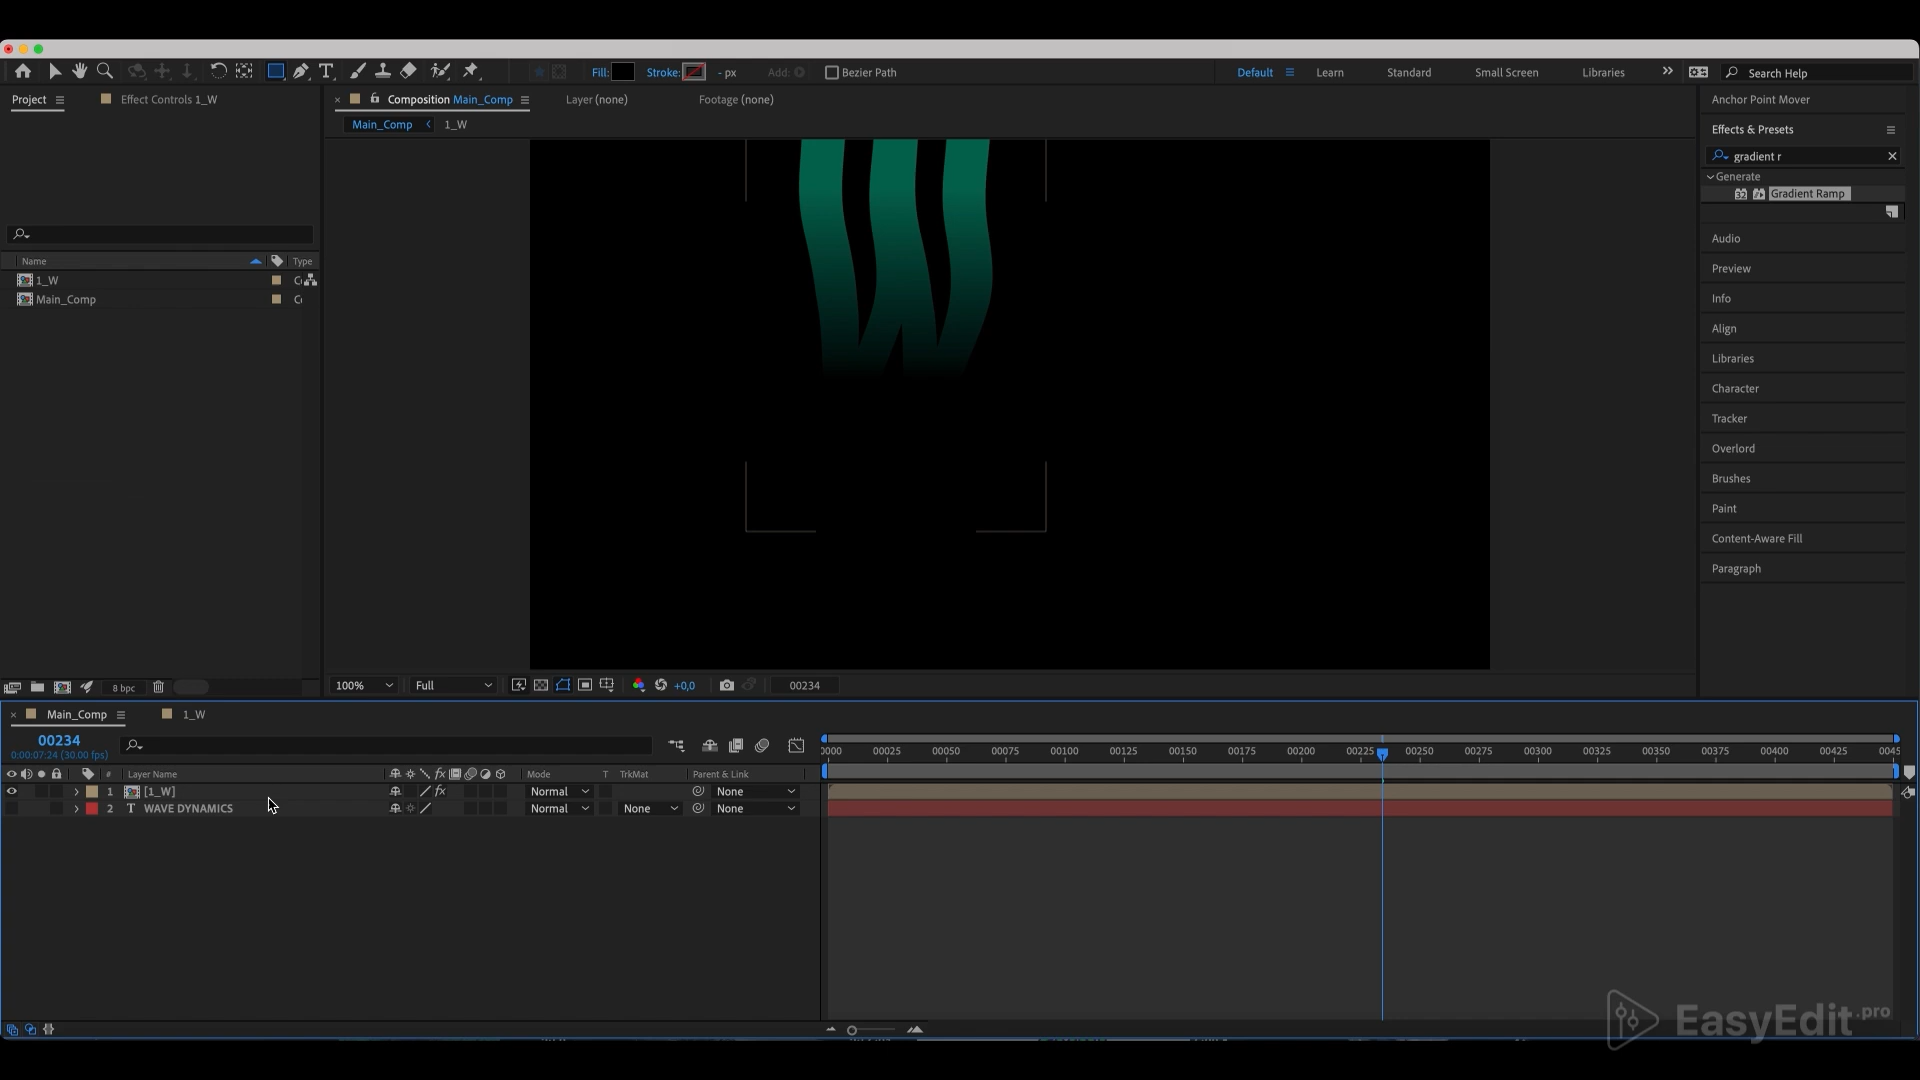 Fill:
Stroke:
- px
Add:
Bezier Path
Default
Learn
Standard
Small Screen
Libraries
Search Help
Project
Effect Controls 1_W
Composition Main_Comp
Layer (none)
Footage (none)
Main_Comp
1_W
Anchor Point Mover
Effects & Presets
gradient r
Generate
32
Gradient Ramp
Audio
Preview
Info
Align
Libraries
Character
Tracker
Overlord
Brushes
Paint
Content-Aware Fill
Paragraph
Name
Type
1_W
Main_Comp
8 bpc
100%
Full
+0,0
00234
Main_Comp
1_W
00234
0:00:07:24 (30.00 fps)
0000 00025 00050 00075 00100 00125 00150 00175 00200 00225 00250 00275 00300 00325 00350 00375 00400 00425 0045
# Layer Name
fx
Mode
T TrkMat
Parent & Link
1 [1_W]
fx
Normal
None
2 T WAVE DYNAMICS
Normal
None
None
EasyEdit.pro